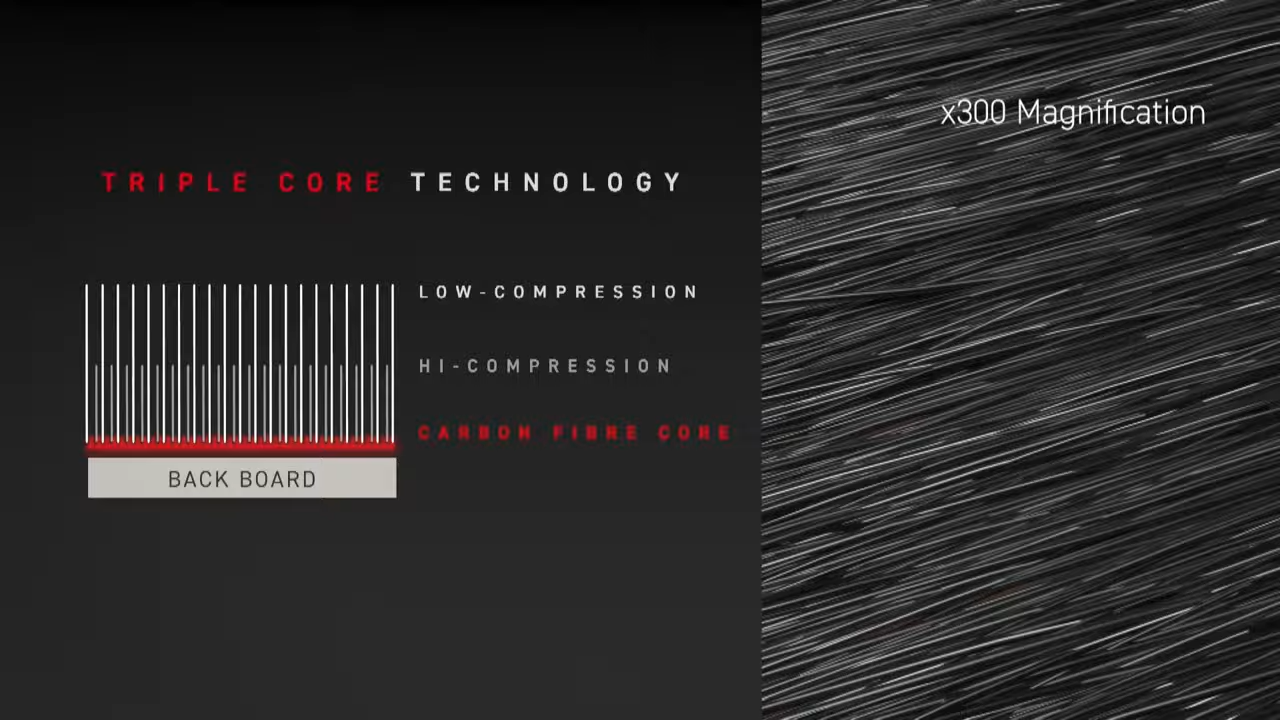 x300 Magnification
TRIPLE CORE TECHNOLOGY
LOW-COMPRESSION
HI-COMPRESSION
CARBON FIBRE CORE
BACK BOARD